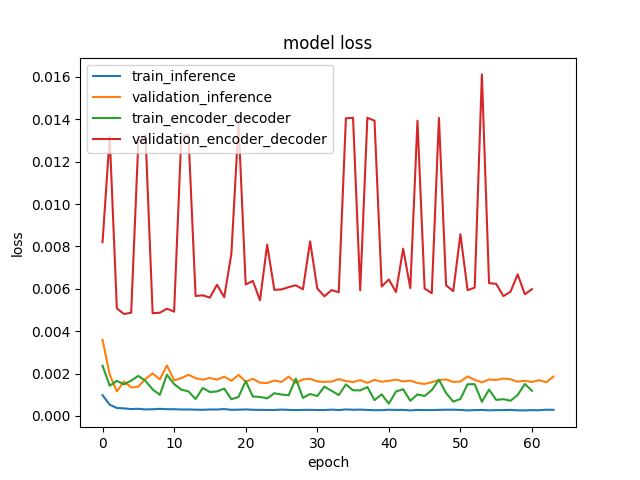 model loss
train_inference
validation_inference
train_encoder_decoder
validation_encoder_decoder
0.016
0.014
0.012
0.010
0.008
0.006
0.004
0.002
0.000
loss
0 10 20 30 40 50 60
epoch